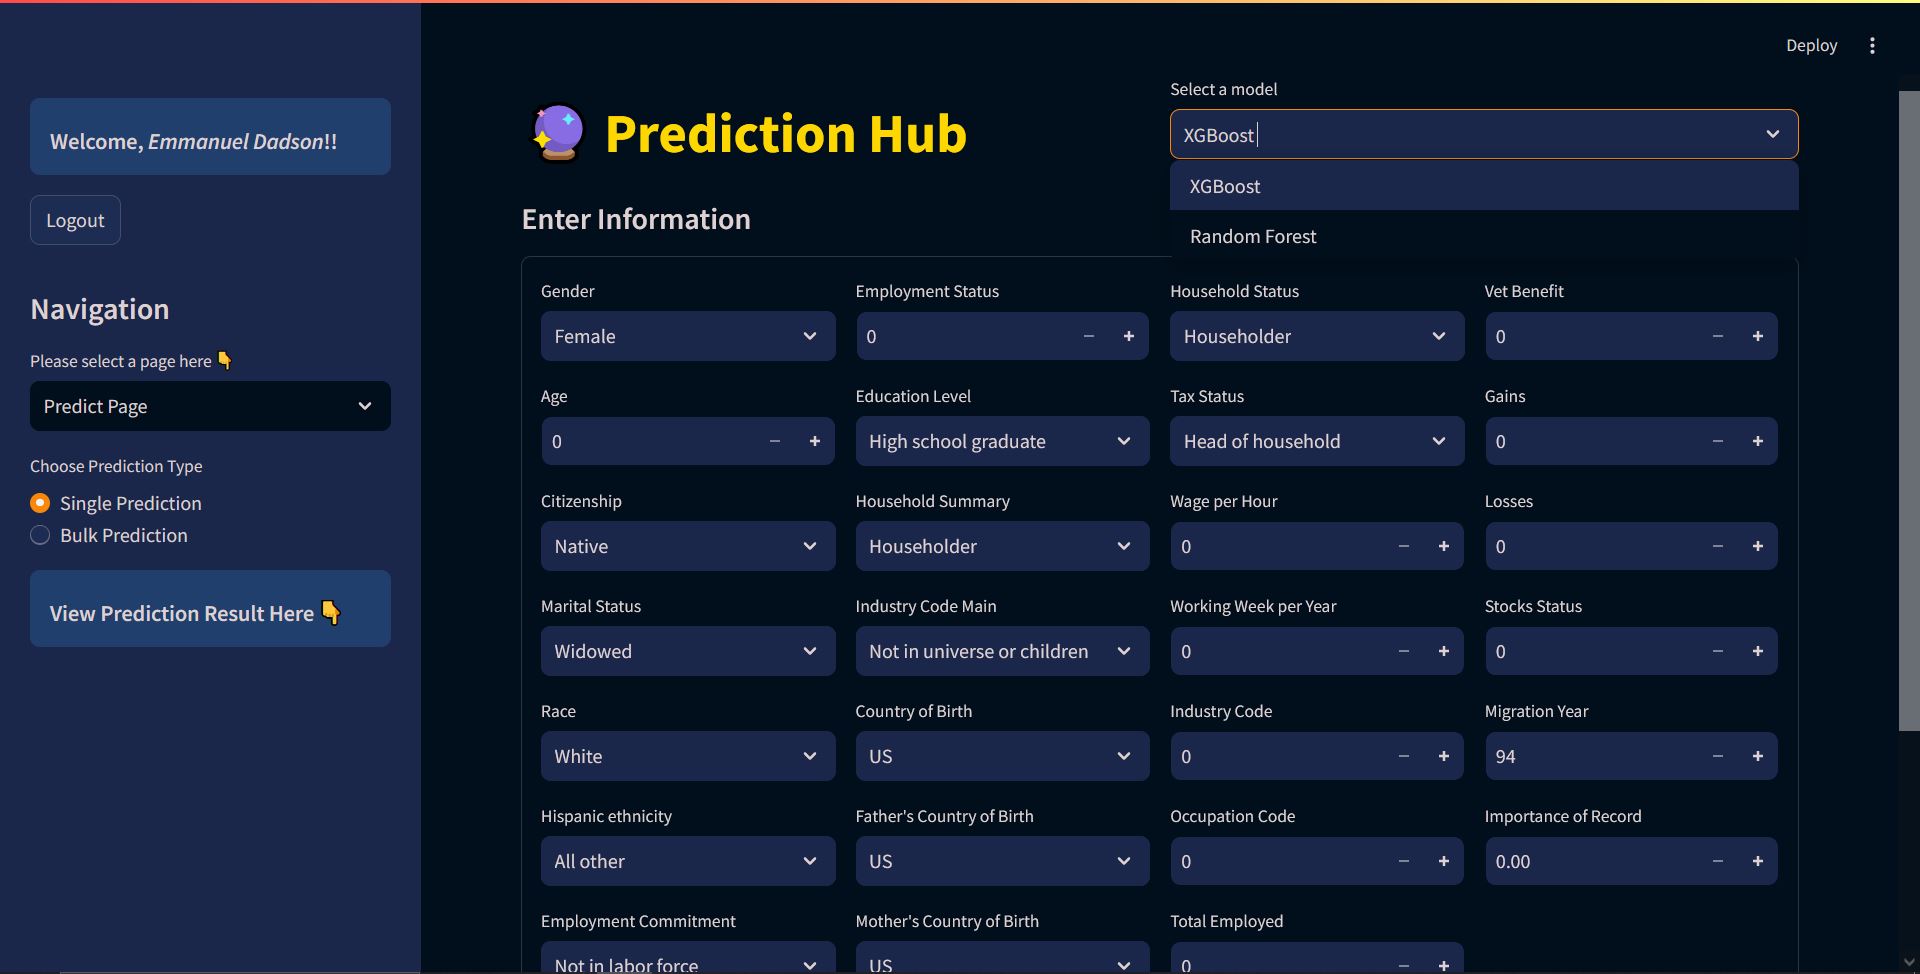 Deploy
Welcome, Emmanuel Dadson!!
Logout
Navigation
Please select a page here
Predict Page
Choose Prediction Type
Single Prediction
Bulk Prediction
View Prediction Result Here
Prediction Hub
Select a model
XGBoost
XGBoost
Random Forest
Enter Information
Gender
Employment Status
Household Status
Vet Benefit
Female
0
Householder
0
Age
Education Level
Tax Status
Gains
0
High school graduate
Head of household
0
Citizenship
Household Summary
Wage per Hour
Losses
Native
Householder
0
0
Marital Status
Industry Code Main
Working Week per Year
Stocks Status
Widowed
Not in universe or children
0
0
Race
Country of Birth
Industry Code
Migration Year
White
US
0
94
Hispanic ethnicity
Father's Country of Birth
Occupation Code
Importance of Record
All other
US
0
0.00
Employment Commitment
Mother's Country of Birth
Total Employed
Not in labor force
US
0